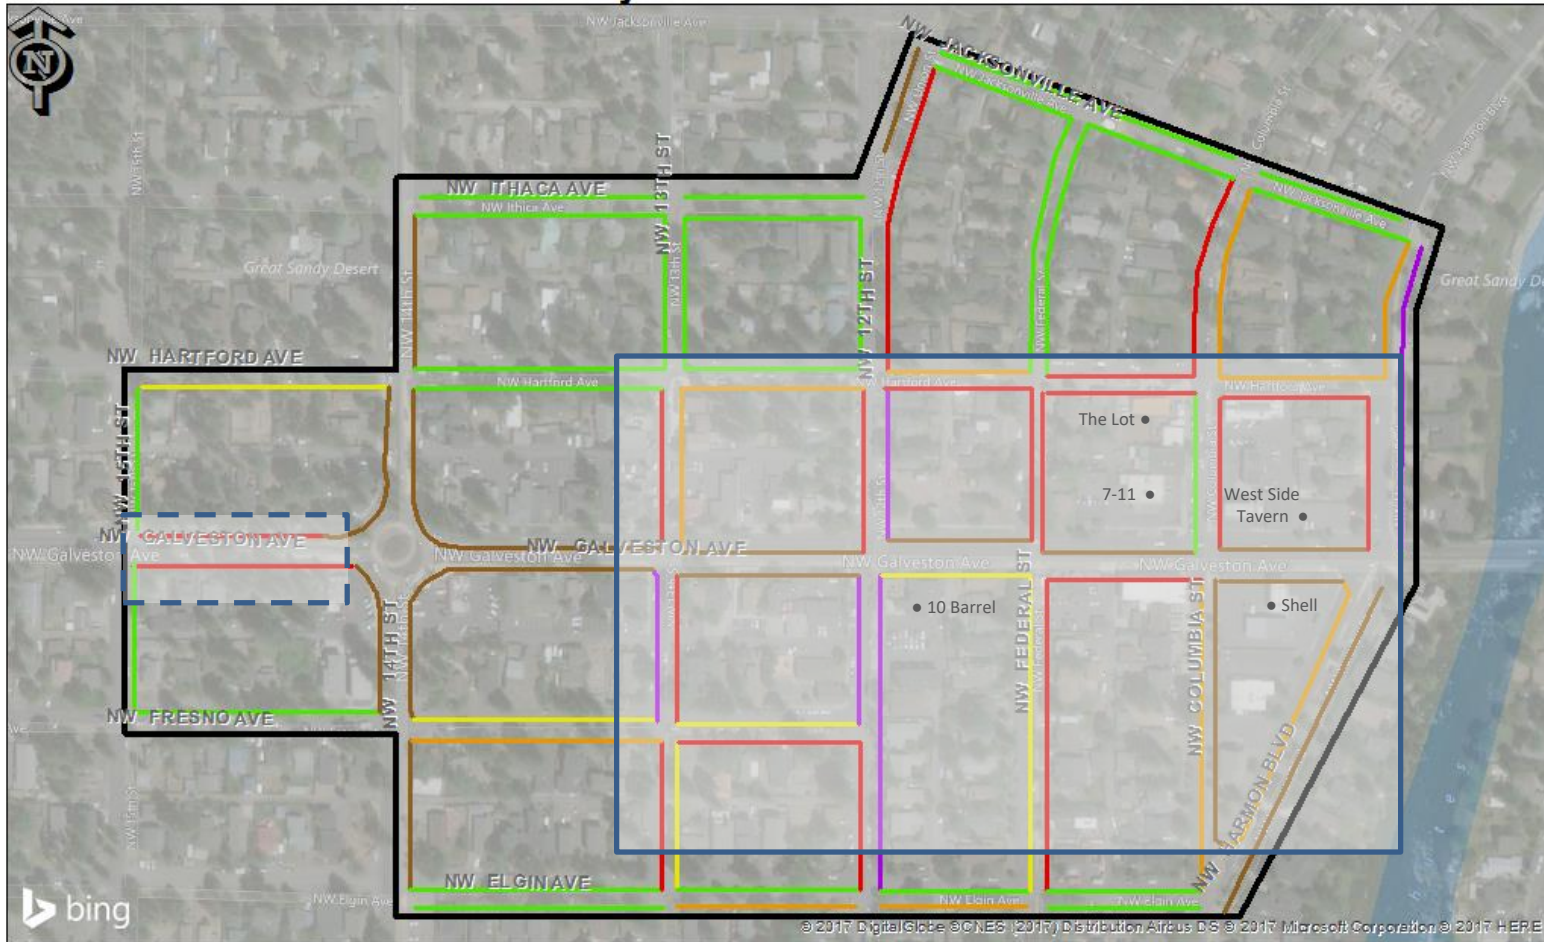 NW Jacksonville Ave
N
NW JACKSONVILLE AVE
NW Jacksonville Ave
NW Columbia St
NW Harmon Blvd
NW 15th St
NW 13TH ST
NW ITHACA AVE
NW Ithica Ave
NW Jacksonville Ave
Great Sandy Desert
NW 14th St
NW 13th St
NW 12TH ST
NW Federal St
Great Sandy De
NW HARTFORD AVE
NW Hartford Ave
Hartford Ave
NW Hartford Ave
NW 15TH ST
The Lot
7-11
West Side
Tavern
NW GALVESTON AVE
NW Galveston Ave
NW Galveston Ave
NW GALVESTON AVE
NW Galveston Ave
NW Galveston Ave
10 Barrel
Shell
NW 14TH ST
NW FEDERAL ST
NW COLUMBIA ST
NW FRESNO AVE
NW HARMON BLVD
NW ELGIN AVE
NW Elgin Ave
NW Elgin Ave
NW Elgin Ave
bing
© 2017 DigitalGlobe © CNES (2017) Distribution Airbus DS © 2017 Microsoft Corporation © 2017 HERE